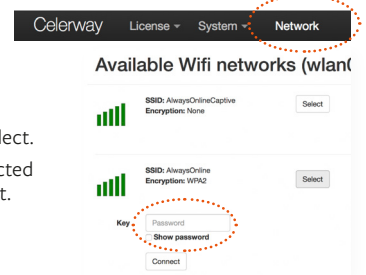 Celerway License System Network
Available Wifi networks (wlan0
SSID: AlwaysOnlineCaptive
Encryption: None
Select
lect.
SSID: AlwaysOnline
Encryption: WPA2
Select
cted
t.
Key
Password
Show password
Connect